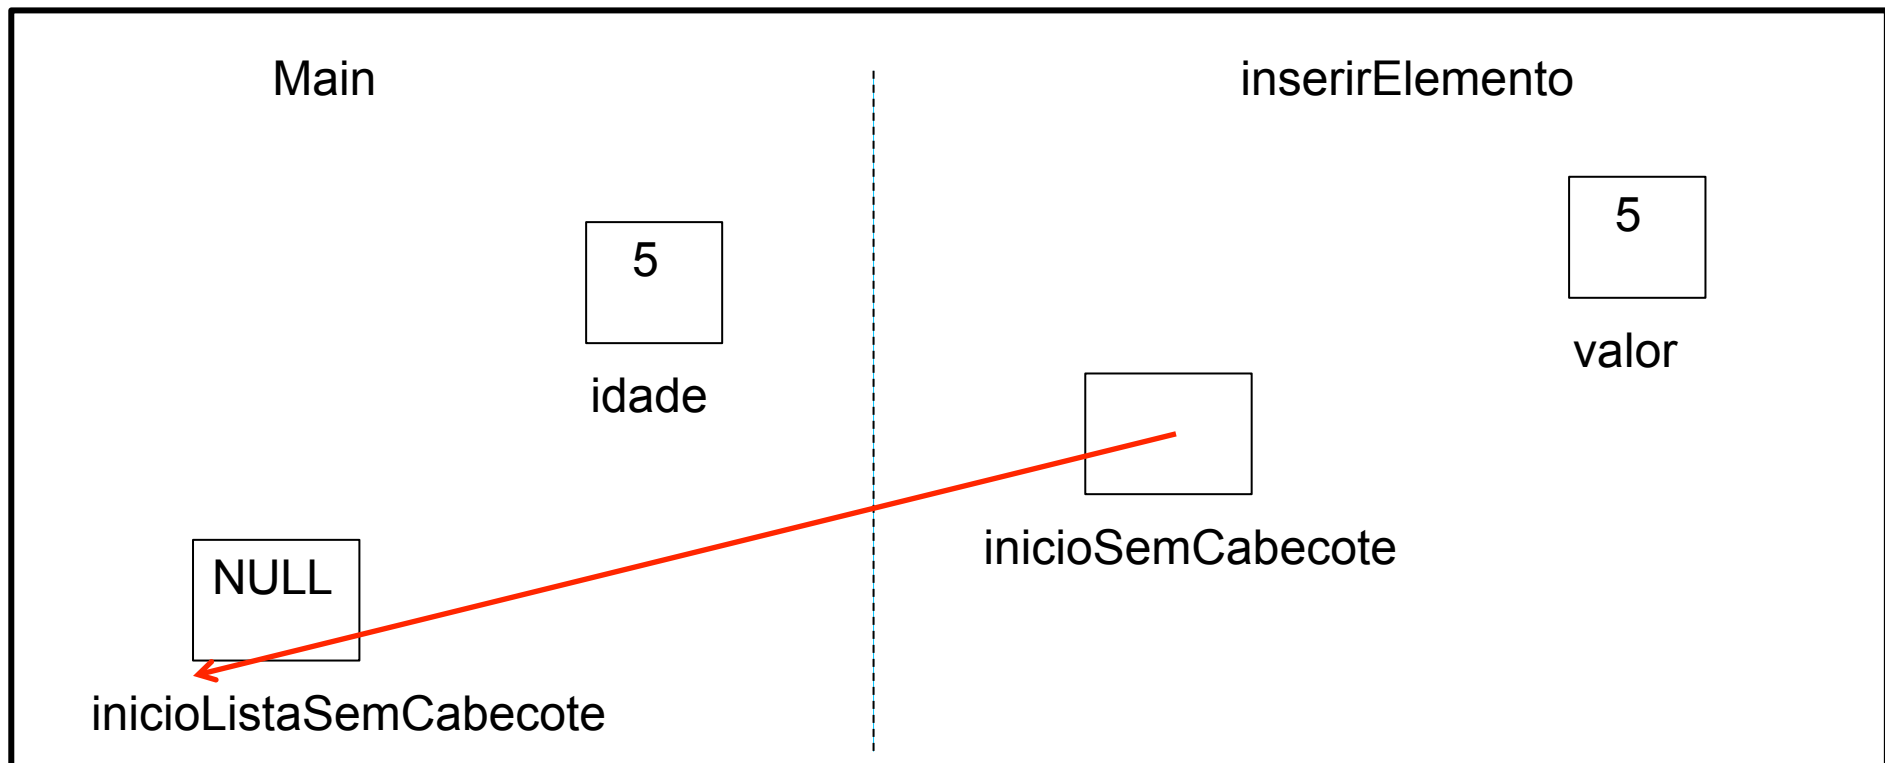 Main
inserirElemento
5
5
valor
idade
inicioSemCabecote
NULL
inicioListaSemCabecote